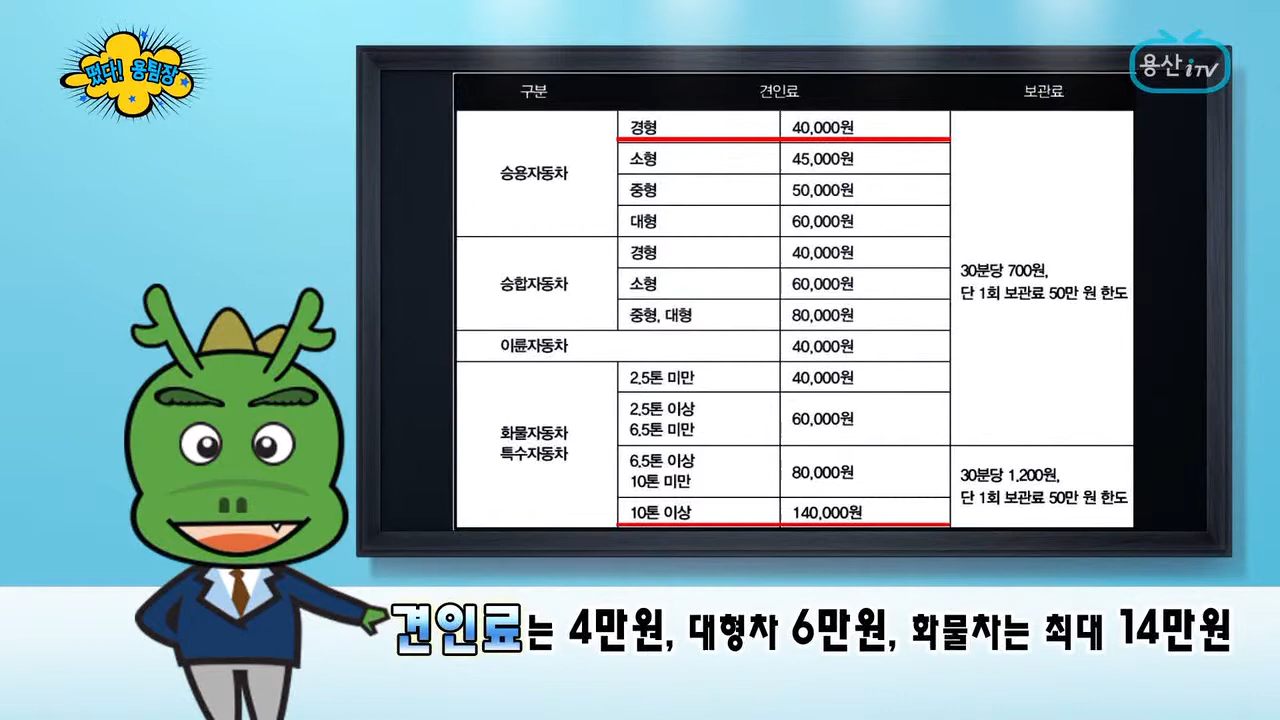 떴다! 용팀장
용산 iTV
구분 견인료 보관료
승용자동차
경형 40,000원
소형 45,000원
중형 50,000원
대형 60,000원
승합자동차
경형 40,000원
소형 60,000원
중형, 대형 80,000원
이륜자동차 40,000원
30분당 700원,
단 1회 보관료 50만 원 한도
화물자동차
특수자동차
2.5톤 미만 40,000원
2.5톤 이상
6.5톤 미만
60,000원
6.5톤 이상
10톤 미만
80,000원
10톤 이상 140,000원
30분당 1,200원,
단 1회 보관료 50만 원 한도
견인료는 4만원, 대형차 6만원, 화물차는 최대 14만원